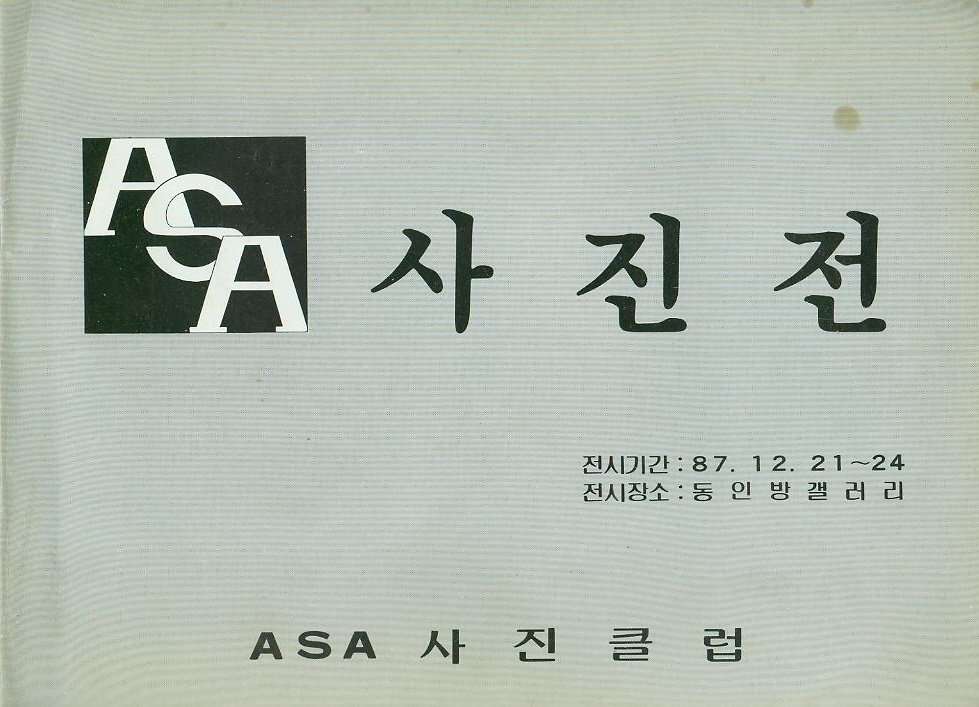 ASA 사진전
전시기간 : 87. 12. 21~24
전시장소 : 동인방갤러리
ASA 사진클럽